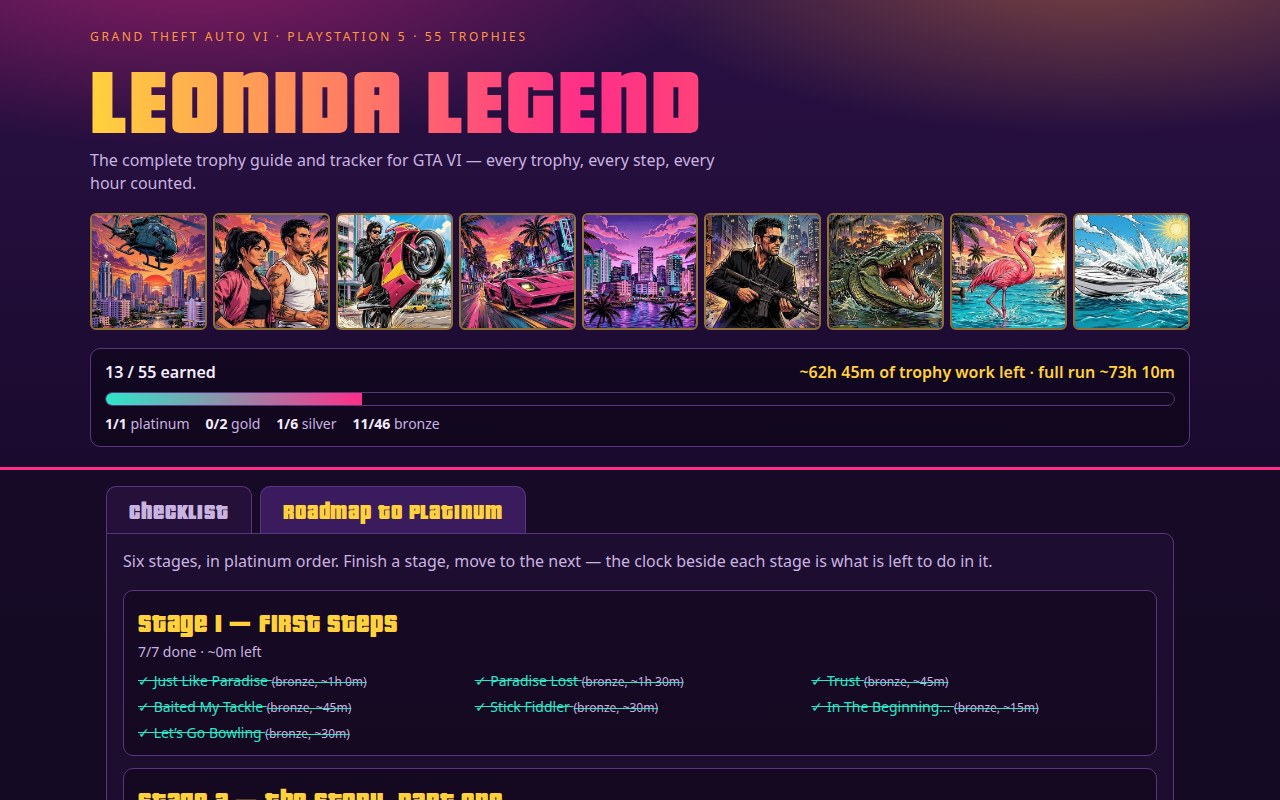 GRAND THEFT AUTO VI · PLAYSTATION 5 · 55 TROPHIES
LEONIDA LEGEND
The complete trophy guide and tracker for GTA VI — every trophy, every step, every
hour counted.
13 / 55 earned
~62h 45m of trophy work left · full run ~73h 10m
1/1 platinum 0/2 gold 1/6 silver 11/46 bronze
Checklist
Roadmap to Platinum
Six stages, in platinum order. Finish a stage, move to the next — the clock beside each stage is what is left to do in it.
Stage 1 — First steps
7/7 done · ~0m left
✓ Just Like Paradise (bronze, ~1h 0m)
✓ Paradise Lost (bronze, ~1h 30m)
✓ Trust (bronze, ~45m)
✓ Baited My Tackle (bronze, ~45m)
✓ Stick Fiddler (bronze, ~30m)
✓ In The Beginning... (bronze, ~15m)
✓ Let's Go Bowling (bronze, ~30m)
Stage 2 — The story, part one